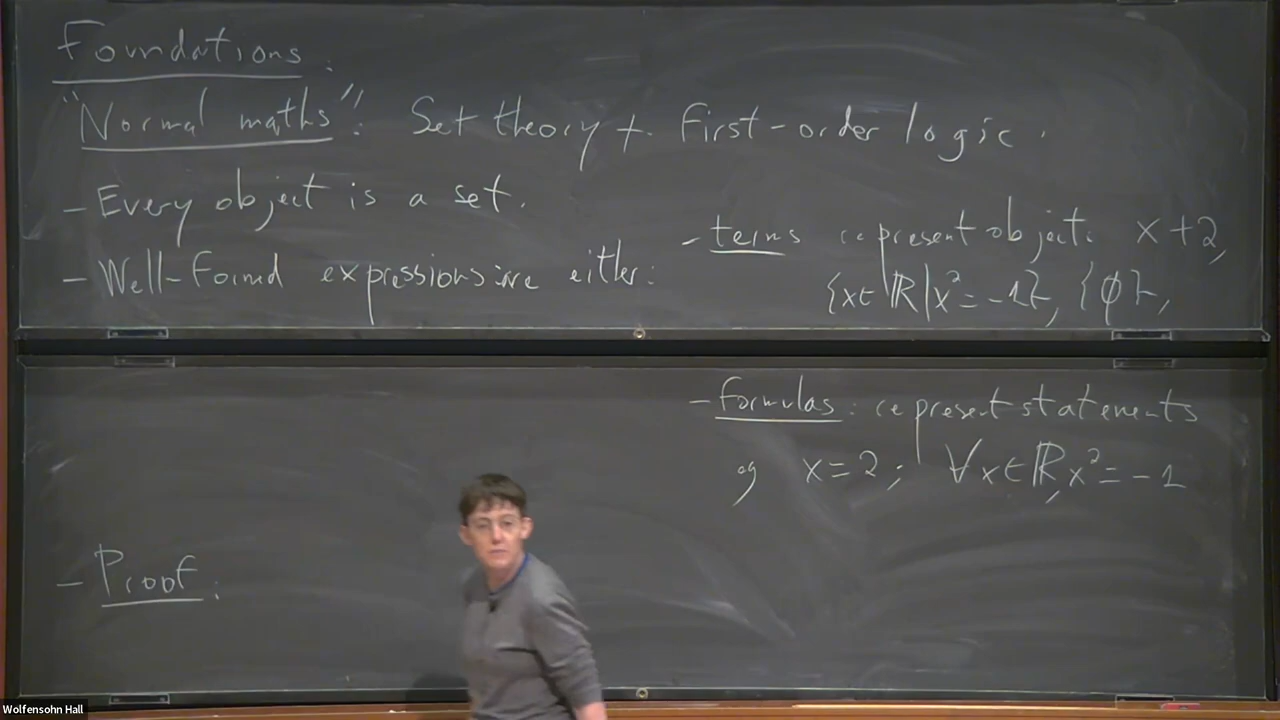 Foundations.
"Normal maths": Set theory + First-order logic.
- Every object is a set.
- Well-formed expressions are either:
- terms represent object: x+2,
{x∈ℝ|x²=-1}, {∅},
- formulas: represent statements
eg x=2; ∀x∈ℝ, x²=-1
- Proof:
Wolfensohn Hall